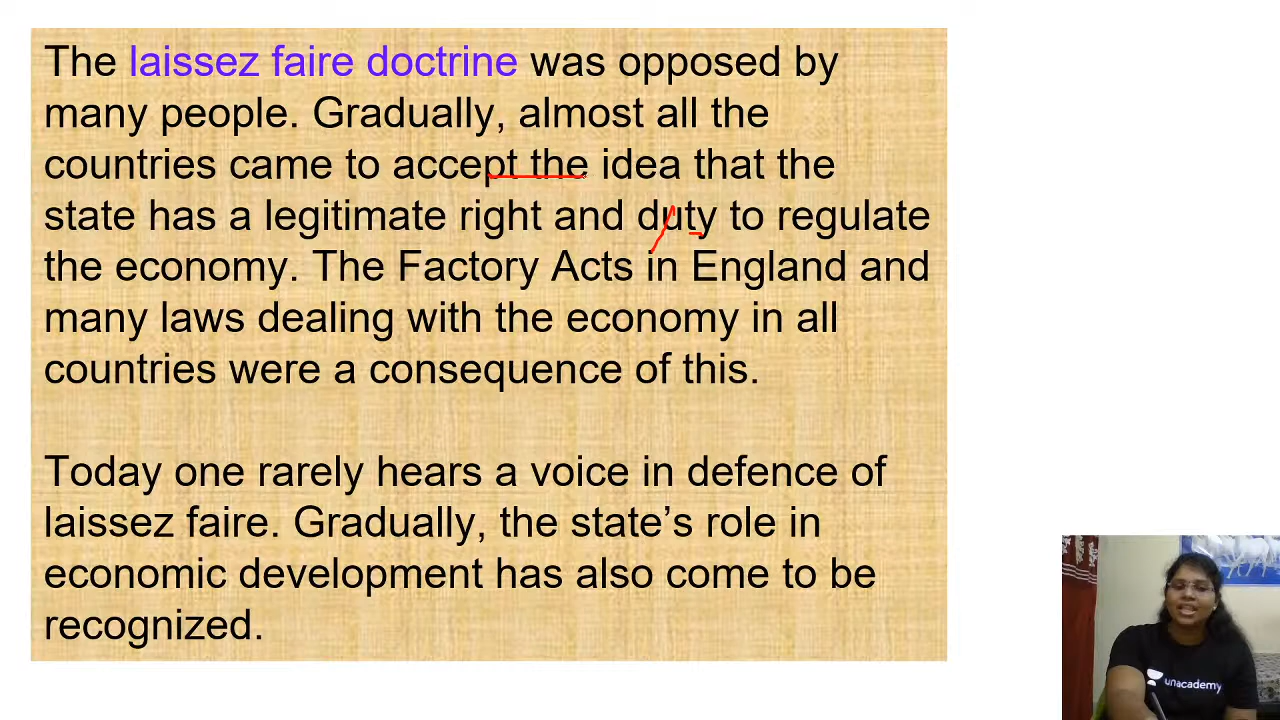 The laissez faire doctrine was opposed by
many people. Gradually, almost all the
countries came to accept the idea that the
state has a legitimate right and duty to regulate
the economy. The Factory Acts in England and
many laws dealing with the economy in all
countries were a consequence of this.
Today one rarely hears a voice in defence of
laissez faire. Gradually, the state's role in
economic development has also come to be
recognized.
unacademy